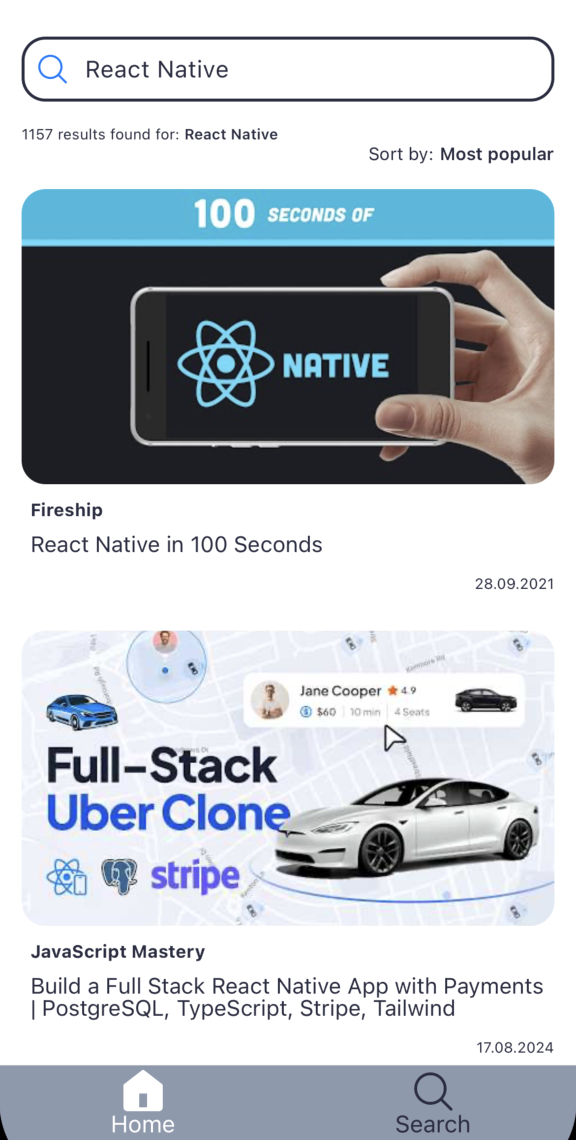 React Native
1157 results found for: React Native
Sort by: Most popular
100 SECONDS OF
NATIVE
Fireship
React Native in 100 Seconds
28.09.2021
Jane Cooper ★ 4.9
$60 | 10 min | 4 Seats
Full-Stack
Uber Clone
stripe
JavaScript Mastery
Build a Full Stack React Native App with Payments
| PostgreSQL, TypeScript, Stripe, Tailwind
17.08.2024
Home
Search